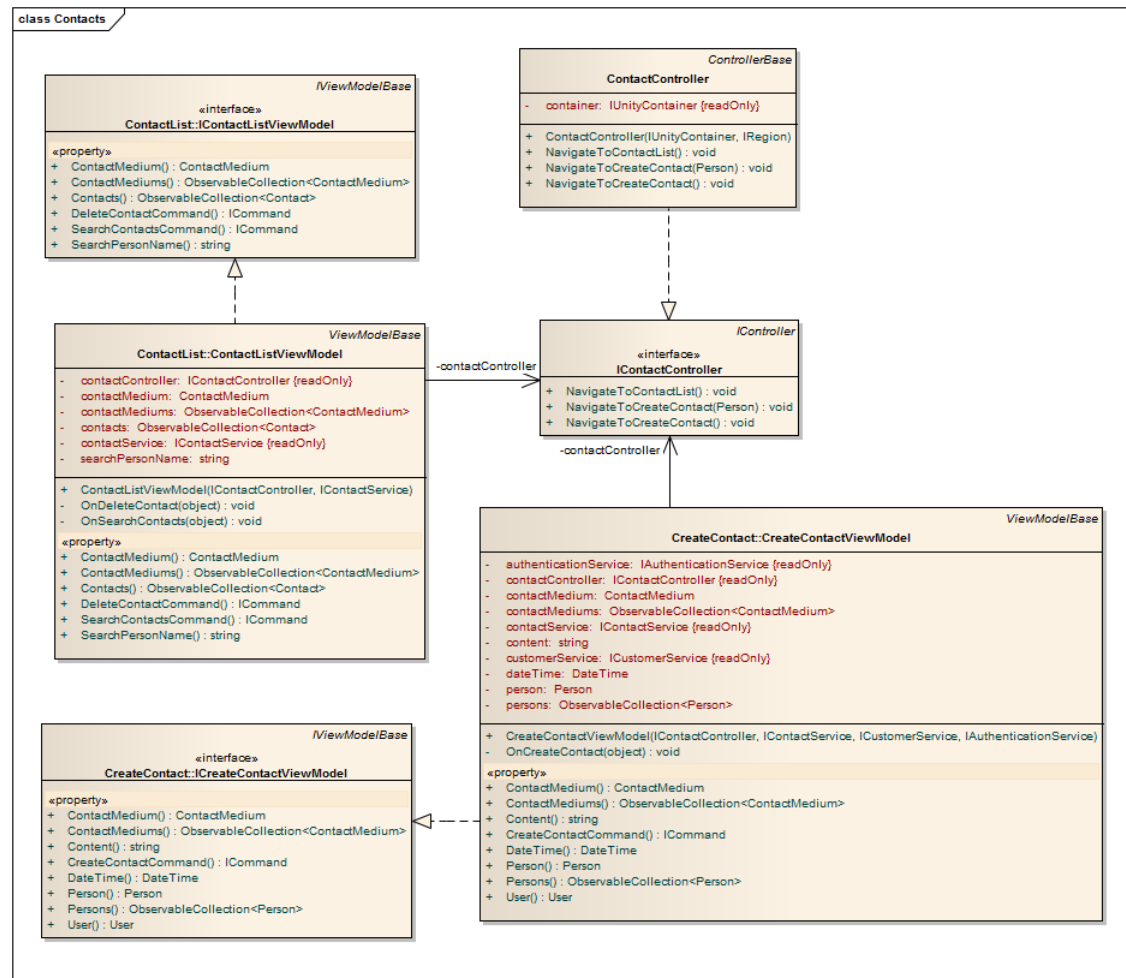 class Contacts
IViewModelBase
«interface»
ContactList::IContactListViewModel
«property»
+ ContactMedium() : ContactMedium
+ ContactMediums() : ObservableCollection<ContactMedium>
+ Contacts() : ObservableCollection<Contact>
+ DeleteContactCommand() : ICommand
+ SearchContactsCommand() : ICommand
+ SearchPersonName() : string
ControllerBase
ContactController
- container: IUnityContainer {readOnly}
+ ContactController(IUnityContainer, IRegion)
+ NavigateToContactList() : void
+ NavigateToCreateContact(Person) : void
+ NavigateToCreateContact() : void
ViewModelBase
ContactList::ContactListViewModel
- contactController: IContactController {readOnly}
- contactMedium: ContactMedium
- contactMediums: ObservableCollection<ContactMedium>
- contacts: ObservableCollection<Contact>
- contactService: IContactService {readOnly}
- searchPersonName: string
+ ContactListViewModel(IContactController, IContactService)
- OnDeleteContact(object) : void
- OnSearchContacts(object) : void
«property»
+ ContactMedium() : ContactMedium
+ ContactMediums() : ObservableCollection<ContactMedium>
+ Contacts() : ObservableCollection<Contact>
+ DeleteContactCommand() : ICommand
+ SearchContactsCommand() : ICommand
+ SearchPersonName() : string
-contactController
IController
«interface»
IContactController
+ NavigateToContactList() : void
+ NavigateToCreateContact(Person) : void
+ NavigateToCreateContact() : void
-contactController
ViewModelBase
CreateContact::CreateContactViewModel
- authenticationService: IAuthenticationService {readOnly}
- contactController: IContactController {readOnly}
- contactMedium: ContactMedium
- contactMediums: ObservableCollection<ContactMedium>
- contactService: IContactService {readOnly}
- content: string
- customerService: ICustomerService {readOnly}
- dateTime: DateTime
- person: Person
- persons: ObservableCollection<Person>
+ CreateContactViewModel(IContactController, IContactService, ICustomerService, IAuthenticationService)
- OnCreateContact(object) : void
«property»
+ ContactMedium() : ContactMedium
+ ContactMediums() : ObservableCollection<ContactMedium>
+ Content() : string
+ CreateContactCommand() : ICommand
+ DateTime() : DateTime
+ Person() : Person
+ Persons() : ObservableCollection<Person>
+ User() : User
IViewModelBase
«interface»
CreateContact::ICreateContactViewModel
«property»
+ ContactMedium() : ContactMedium
+ ContactMediums() : ObservableCollection<ContactMedium>
+ Content() : string
+ CreateContactCommand() : ICommand
+ DateTime() : DateTime
+ Person() : Person
+ Persons() : ObservableCollection<Person>
+ User() : User